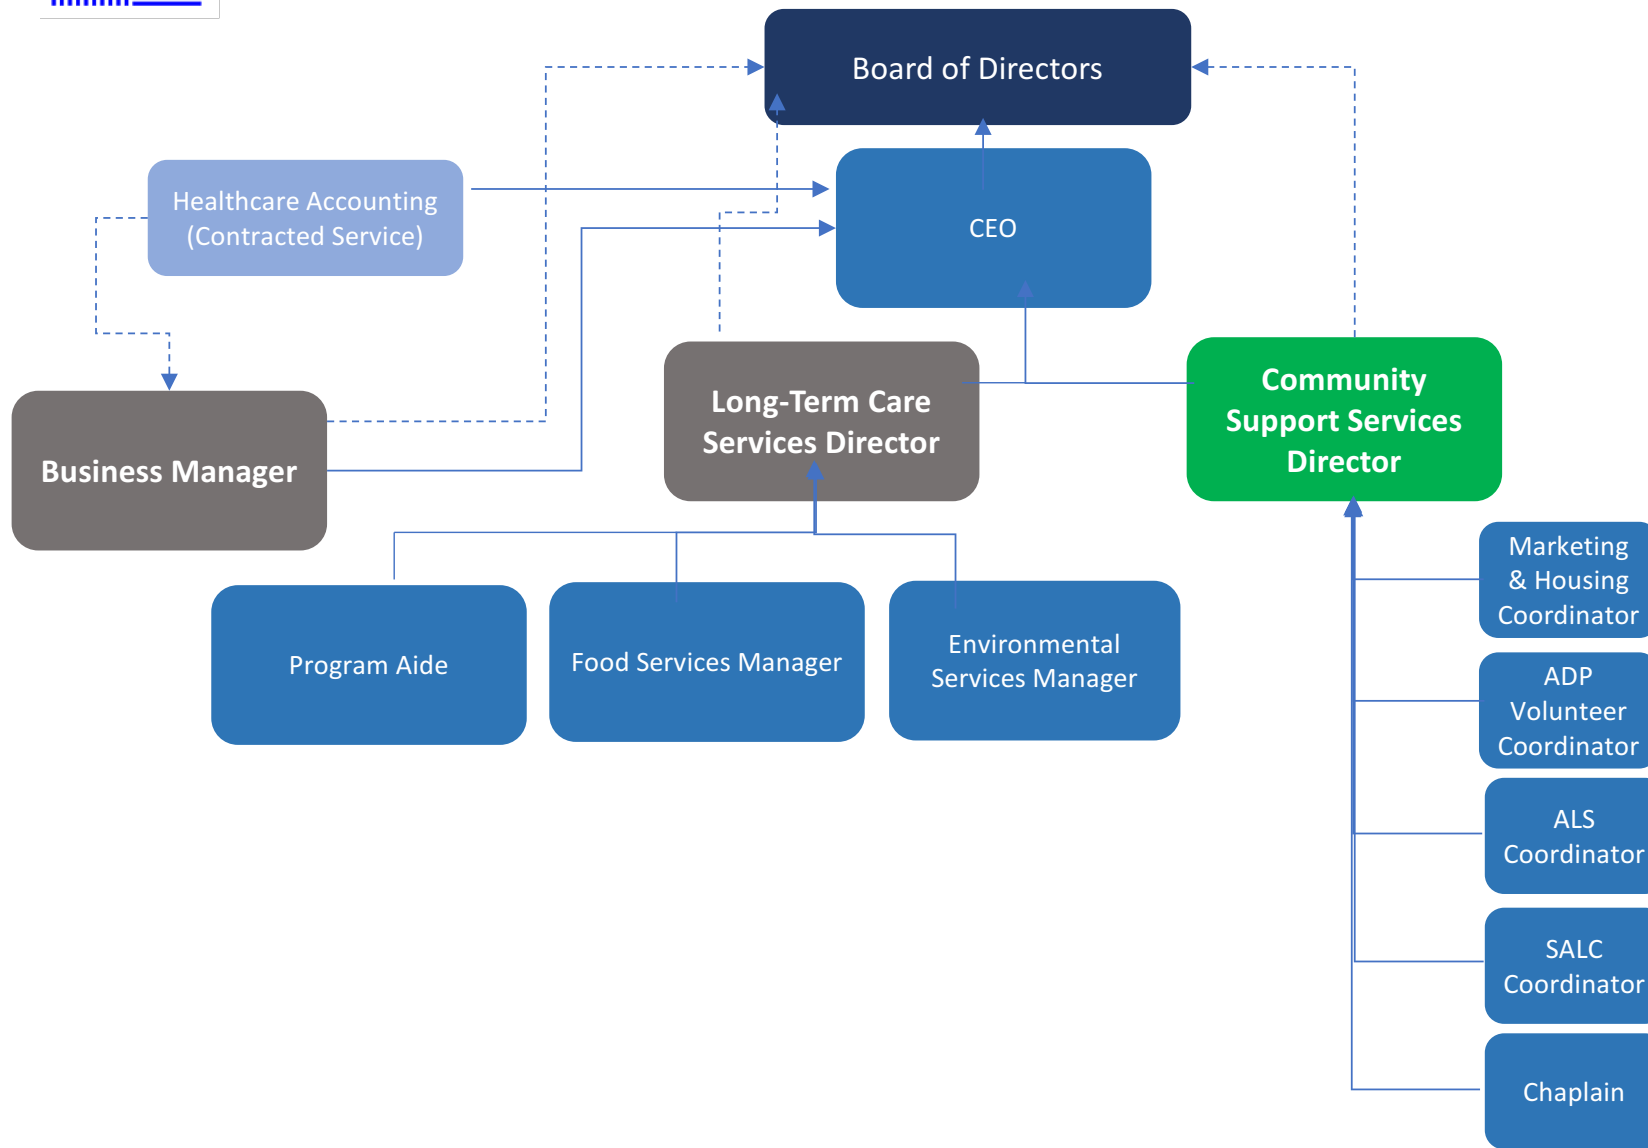 Board of Directors
Healthcare Accounting
(Contracted Service)
CEO
Business Manager
Long-Term Care
Services Director
Community
Support Services
Director
Program Aide
Food Services Manager
Environmental
Services Manager
Marketing
& Housing
Coordinator
ADP
Volunteer
Coordinator
ALS
Coordinator
SALC
Coordinator
Chaplain